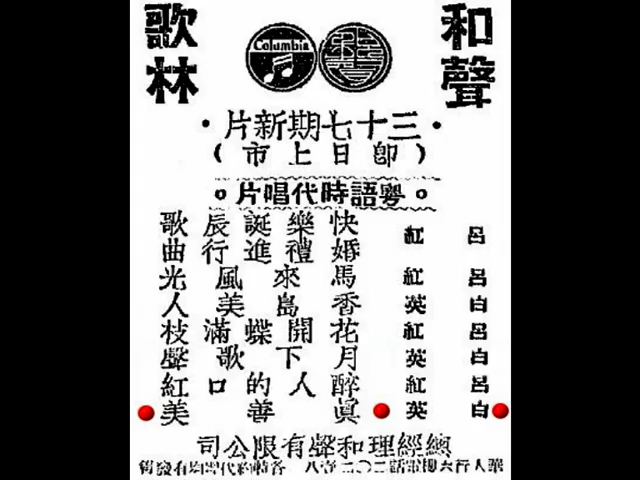 和聲
歌林
Columbia
·三十七期新片·
(即日上市)
粵語時代唱片
呂紅 快樂誕辰歌
婚禮進行曲
呂紅 馬來風光
白英 香島美人
呂紅 花開蝶滿枝
白英 月下歌聲
呂紅 醉人的口紅
白英 眞善美
總經理和聲有限公司
華人行六樓電話二〇二 八 各 約代理均有發售